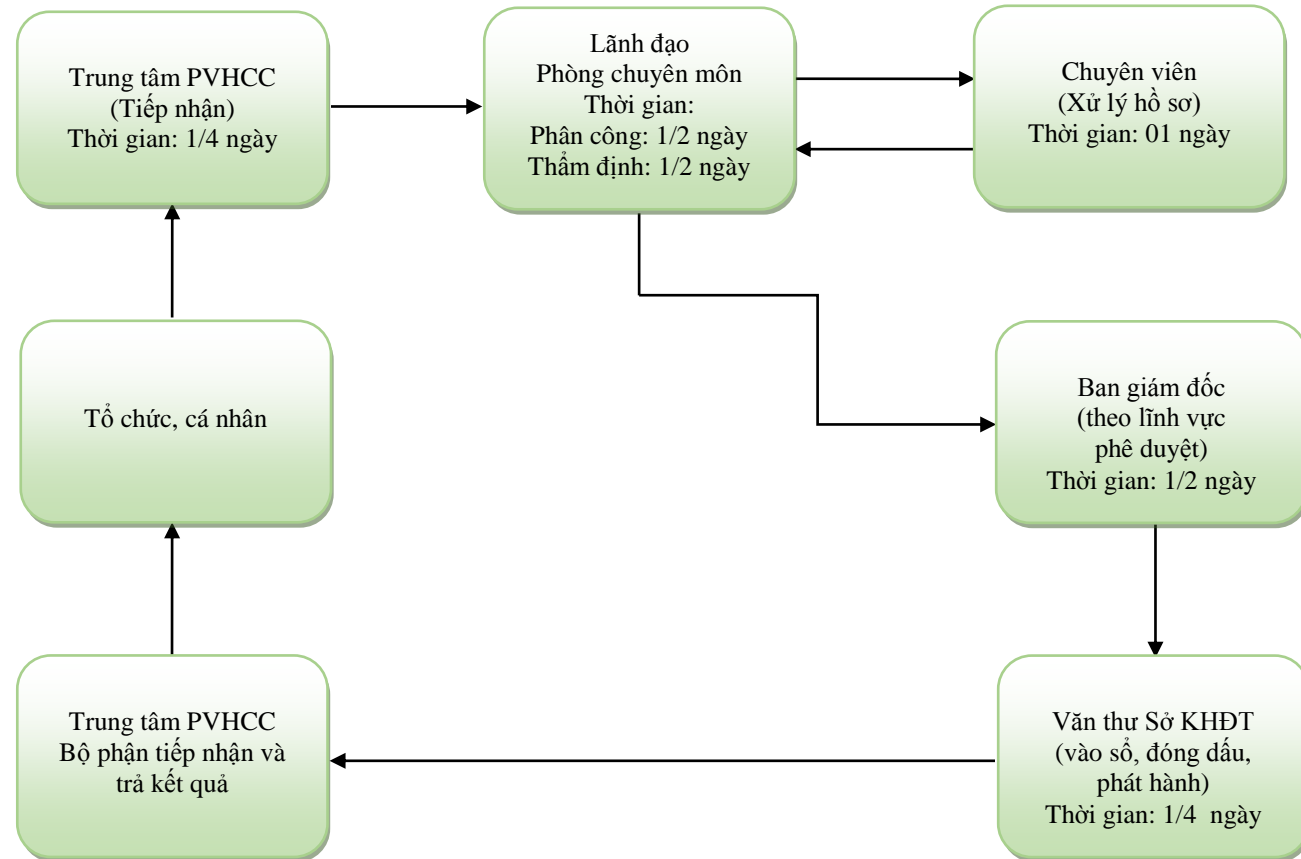 Trung tâm PVHCC
(Tiếp nhận)
Thời gian: 1/4 ngày
Lãnh đạo
Phòng chuyên môn
Thời gian:
Phân công: 1/2 ngày
Thẩm định: 1/2 ngày
Chuyên viên
(Xử lý hồ sơ)
Thời gian: 01 ngày
Tổ chức, cá nhân
Ban giám đốc
(theo lĩnh vực
phê duyệt)
Thời gian: 1/2 ngày
Trung tâm PVHCC
Bộ phận tiếp nhận và
trả kết quả
Văn thư Sở KHĐT
(vào sổ, đóng dấu,
phát hành)
Thời gian: 1/4 ngày